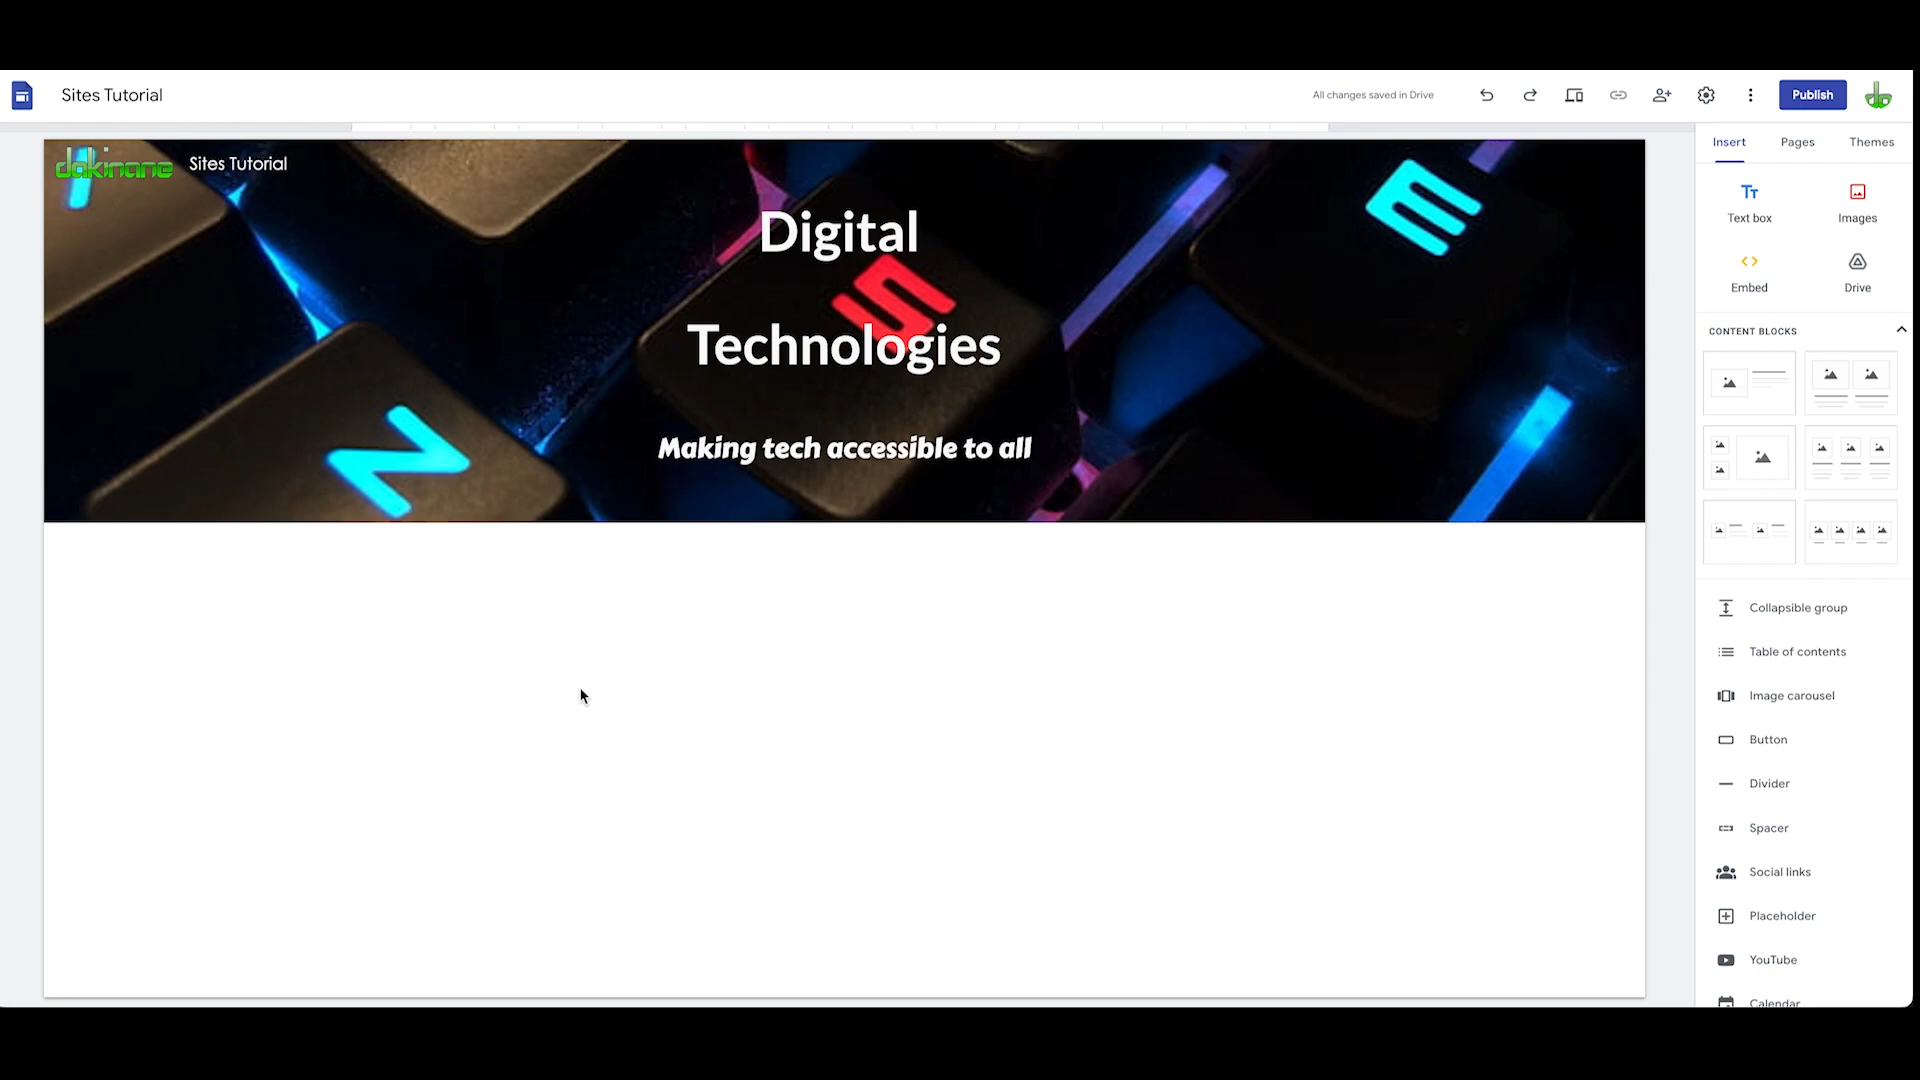 Sites Tutorial
All changes saved in Drive
Publish
dakinane
Sites Tutorial
Digital
Technologies
Making tech accessible to all
Z
S
E
Insert
Pages
Themes
Tt
Text box
Images
Embed
Drive
CONTENT BLOCKS
Collapsible group
Table of contents
Image carousel
Button
Divider
Spacer
Social links
Placeholder
YouTube
Calendar